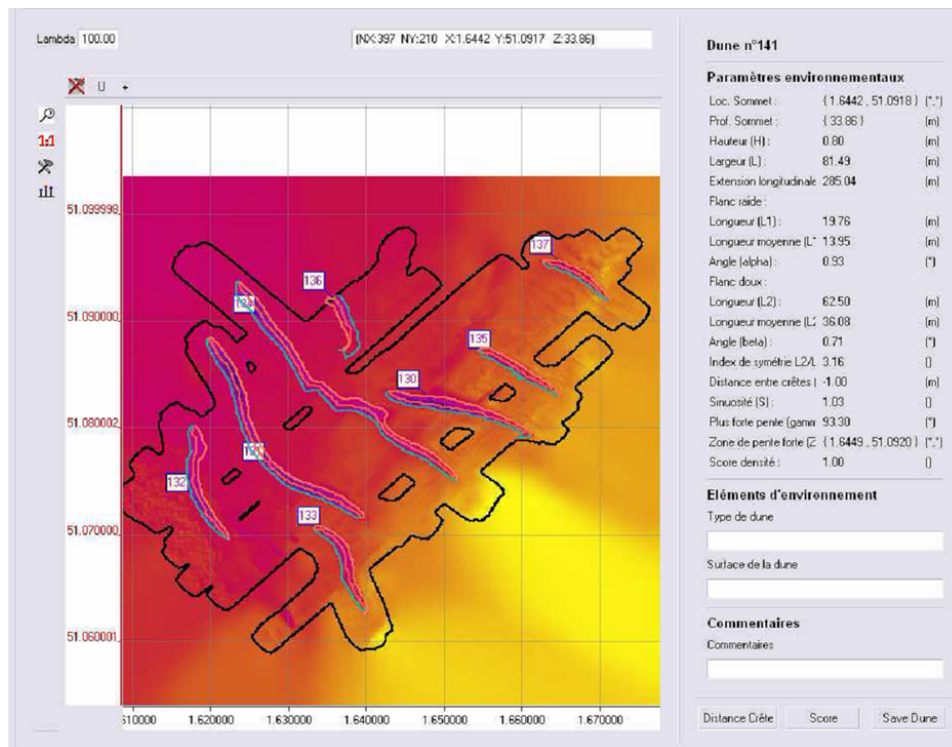 Lambda 100.00
(NX:397 NY:210 X:1.6442 Y:51.0917 Z:33.86)
U +
1:1
51.099998
51.090000
51.080002
51.070000
51.060001
137
136
135
130
132
133
610000 1.620000 1.630000 1.640000 1.650000 1.660000 1.670000
Dune n°141
Paramètres environnementaux
Loc. Sommet : {1.6442 , 51.0918 } (°,°)
Prof. Sommet : { 33.86 } (m)
Hauteur (H) : 0.80 (m)
Largeur (L) : 81.49 (m)
Extension longitudinale 285.04 (m)
Flanc raide :
Longueur (L1) : 19.76 (m)
Longueur moyenne (L* 13.95 (m)
Angle (alpha) : 0.93 (°)
Flanc doux :
Longueur (L2) : 62.50 (m)
Longueur moyenne (L2 36.08 (m)
Angle (beta) : 0.71 (°)
Index de symétrie L2/L 3.16 ()
Distance entre crêtes ( -1.00 (m)
Sinuosité (S) : 1.03 ()
Plus forte pente (gamm 93.30 (°)
Zone de pente forte (Z {1.6449 , 51.0920 } (°,°)
Score densité : 1.00 ()
Eléments d'environnement
Type de dune
Surface de la dune
Commentaires
Commentaires
Distance Crête Score Save Dune